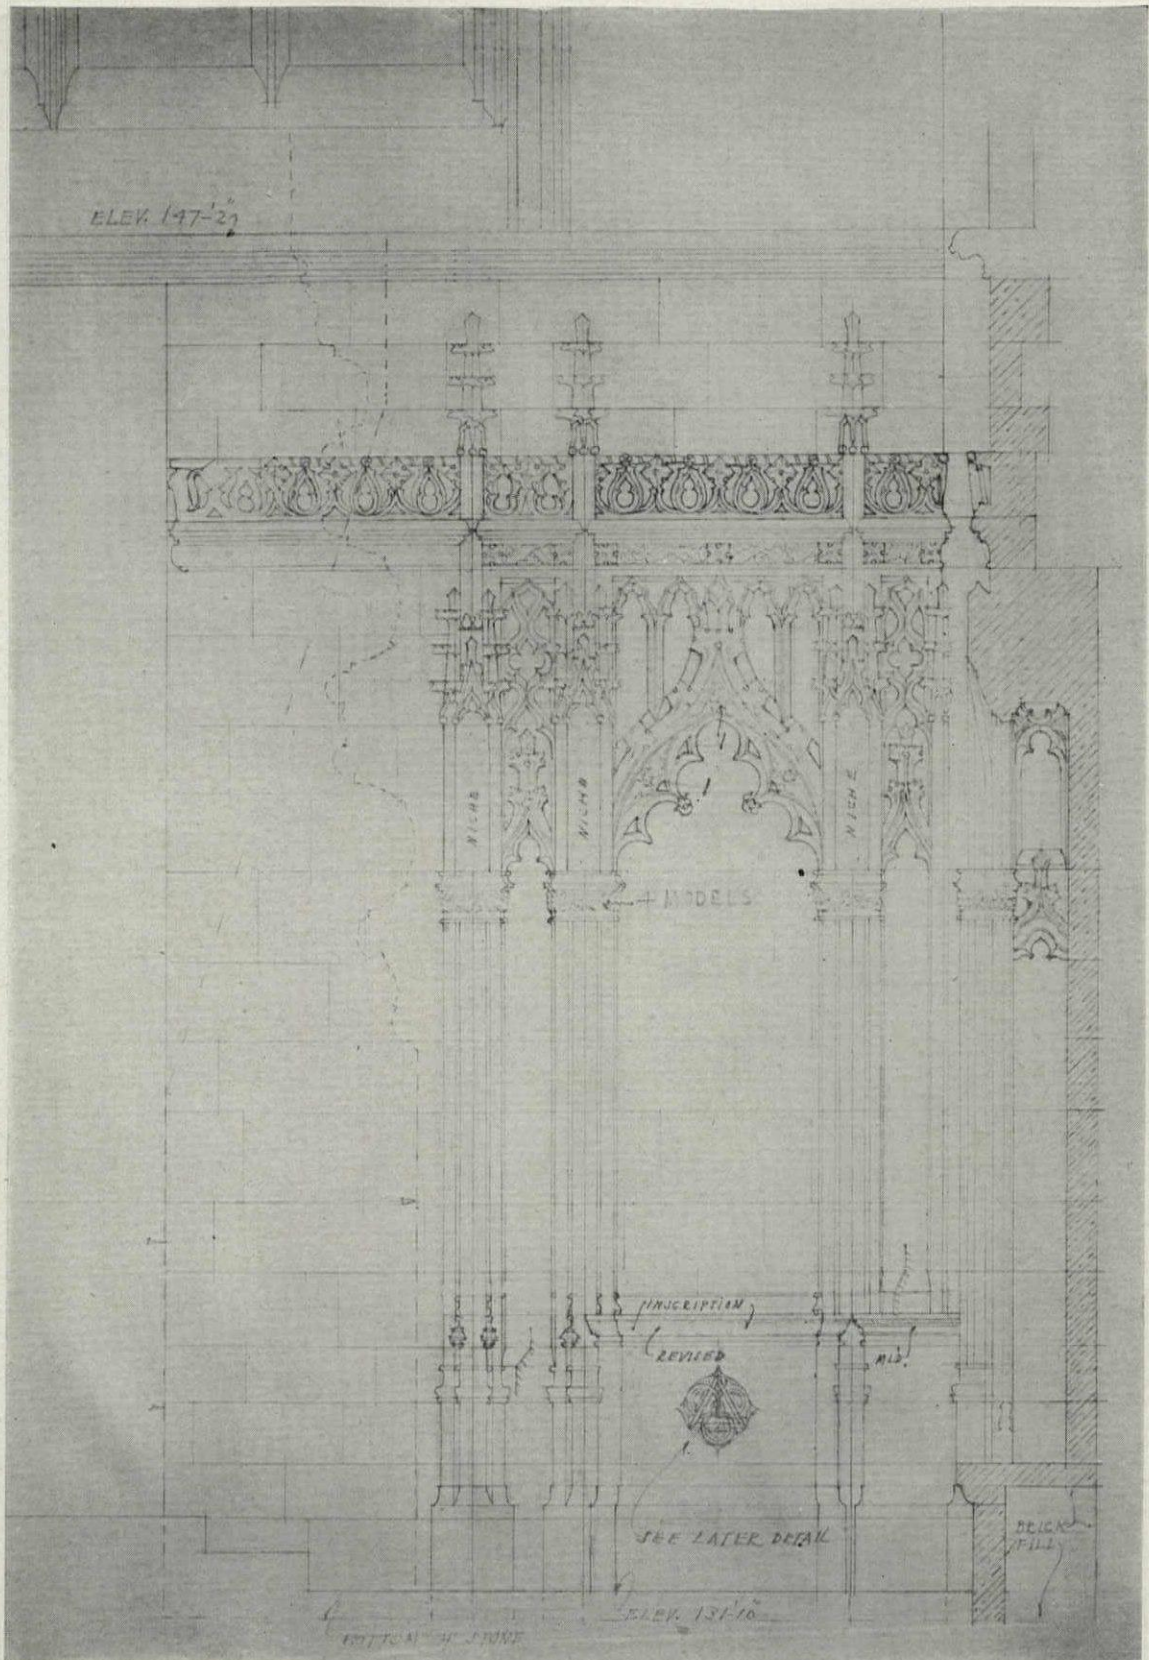 ELEV. 147'-2"
NICHE
NICHE
NICHE
4 MODELS
INSCRIPTION
REVISED
MLD.
SEE LATER DETAIL
BRICK
FILL
ELEV. 131'-10"
BOTTOM OF STONE